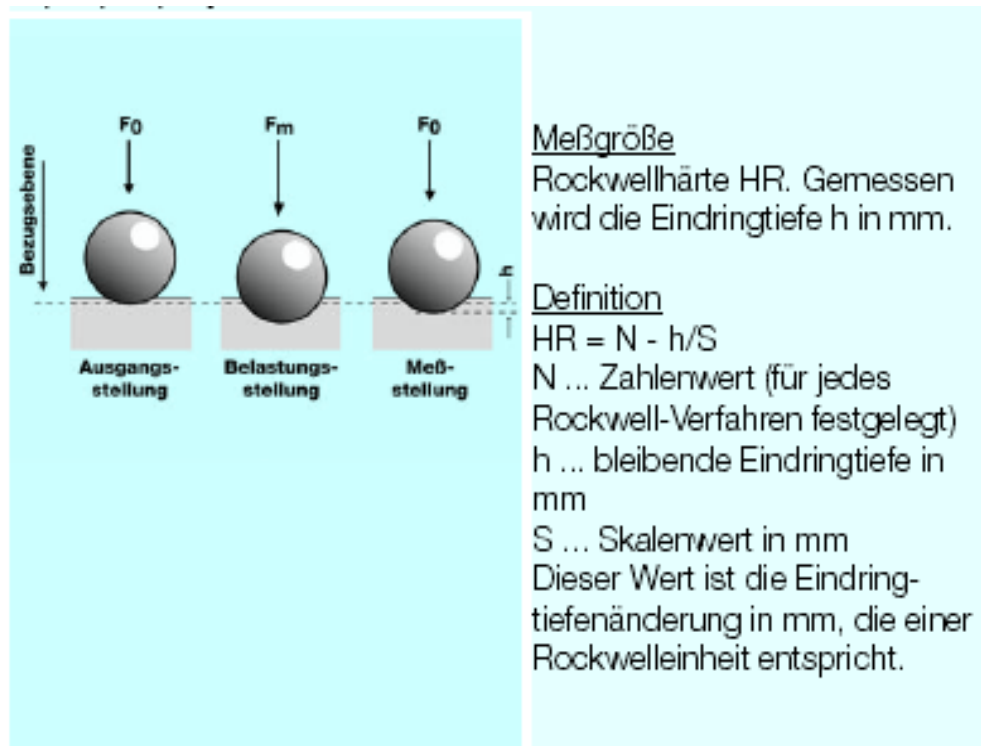 F0
Fm
F0
Bezugsebene
h
Ausgangs-
stellung
Belastungs-
stellung
Meß-
stellung
Meßgröße
Rockwellhärte HR. Gemessen
wird die Eindringtiefe h in mm.
Definition
HR = N - h/S
N ... Zahlenwert (für jedes
Rockwell-Verfahren festgelegt)
h ... bleibende Eindringtiefe in
mm
S ... Skalenwert in mm
Dieser Wert ist die Eindring-
tiefenänderung in mm, die einer
Rockwelleinheit entspricht.